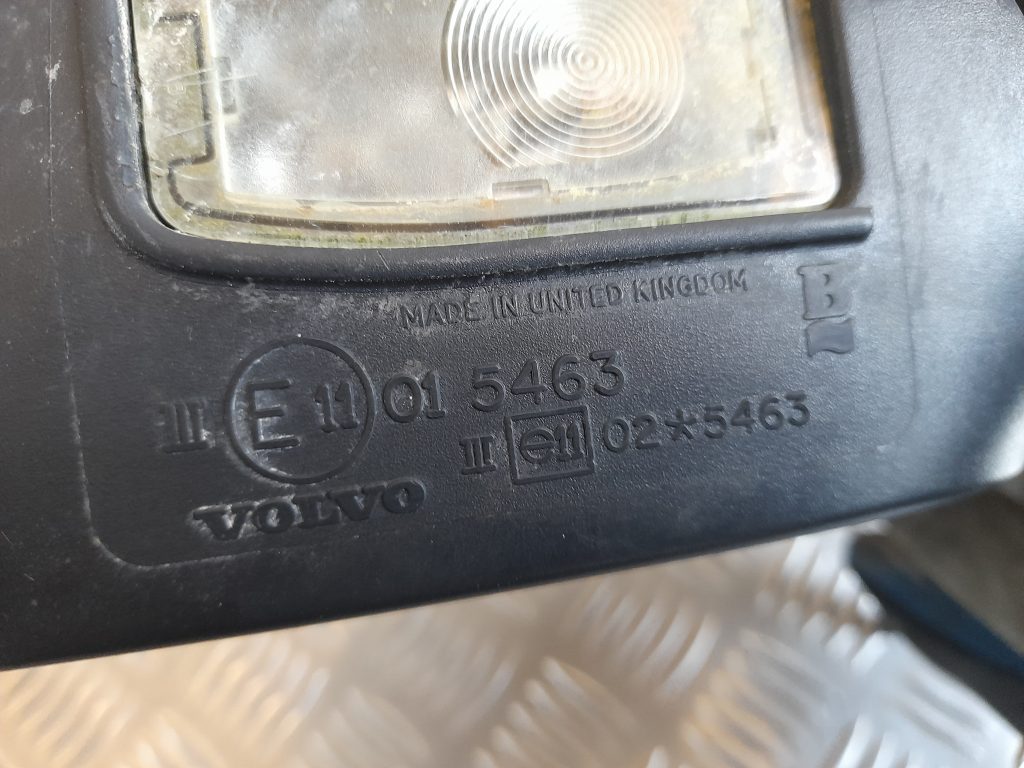 MADE IN UNITED KINGDOM
B
III E 11 01 5463
III e11 02*5463
VOLVO